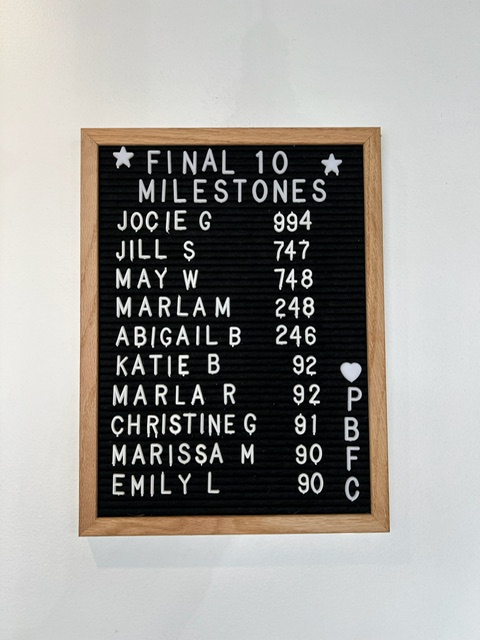 FINAL 10
MILESTONES
JOCIE G 994
JILL S 747
MAY W 748
MARLA M 248
ABIGAIL B 246
KATIE B 92
MARLA R 92
CHRISTINE G 91
MARISSA M 90
EMILY L 90
P
B
F
C